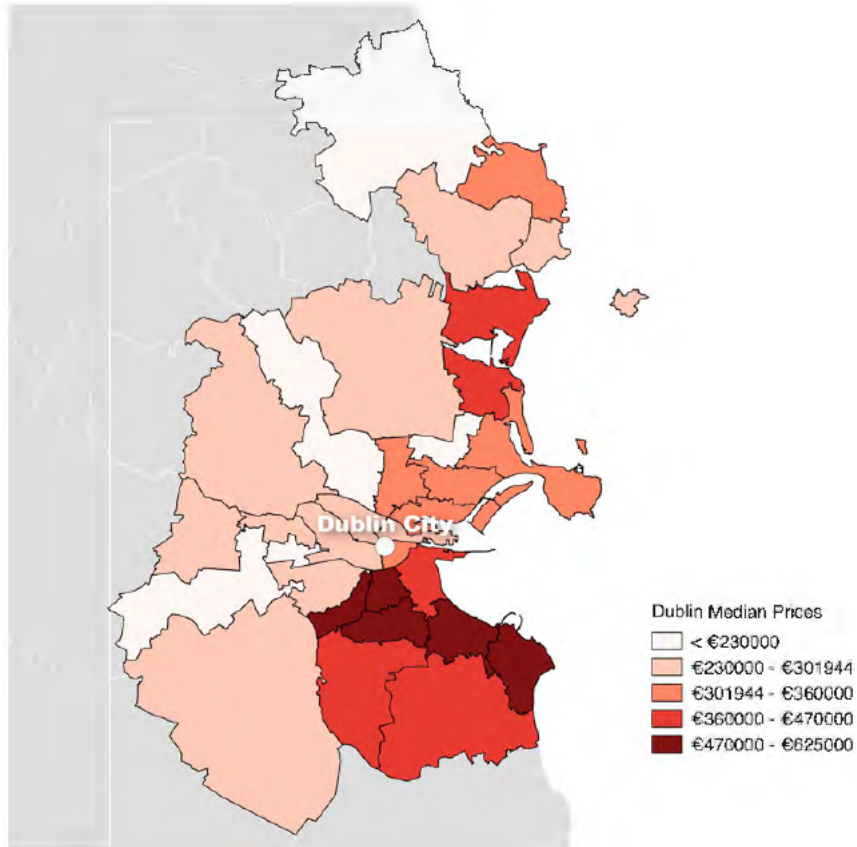 Dublin City
Dublin Median Prices
< €230000
€230000 - €301944
€301944 - €360000
€360000 - €470000
€470000 - €625000